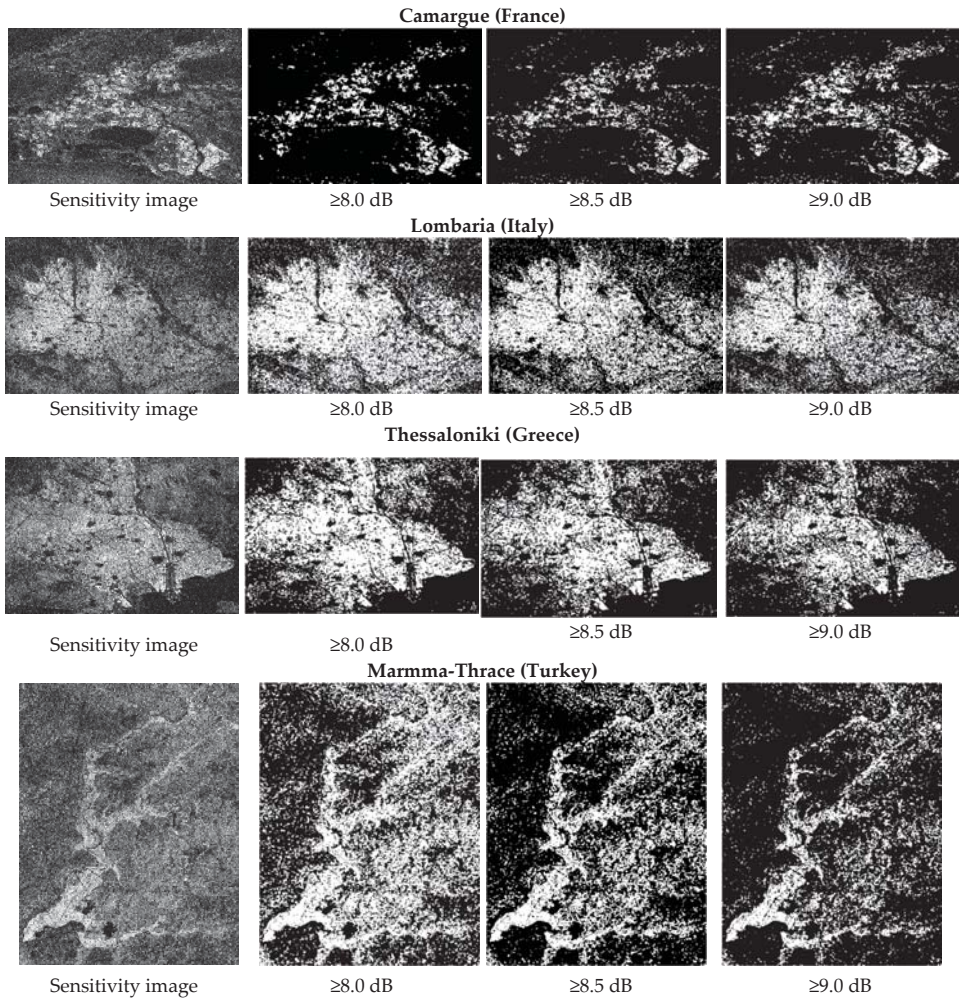 Camargue (France)
Sensitivity image ≥8.0 dB ≥8.5 dB ≥9.0 dB
Lombaria (Italy)
Sensitivity image ≥8.0 dB ≥8.5 dB ≥9.0 dB
Thessaloniki (Greece)
Sensitivity image ≥8.0 dB ≥8.5 dB ≥9.0 dB
Marmma-Thrace (Turkey)
Sensitivity image ≥8.0 dB ≥8.5 dB ≥9.0 dB